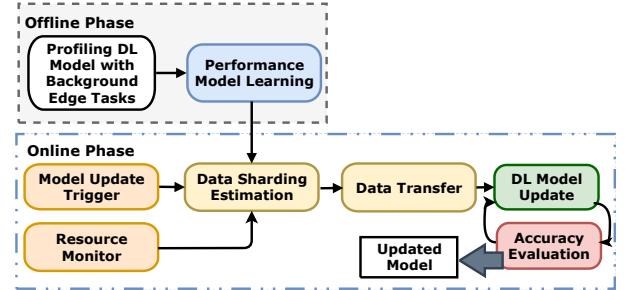 Offline Phase
Profiling DL
Model with
Background
Edge Tasks
Performance
Model Learning
Online Phase
Model Update
Trigger
Data Sharding
Estimation
Data Transfer
DL Model
Update
Resource
Monitor
Updated
Model
Accuracy
Evaluation